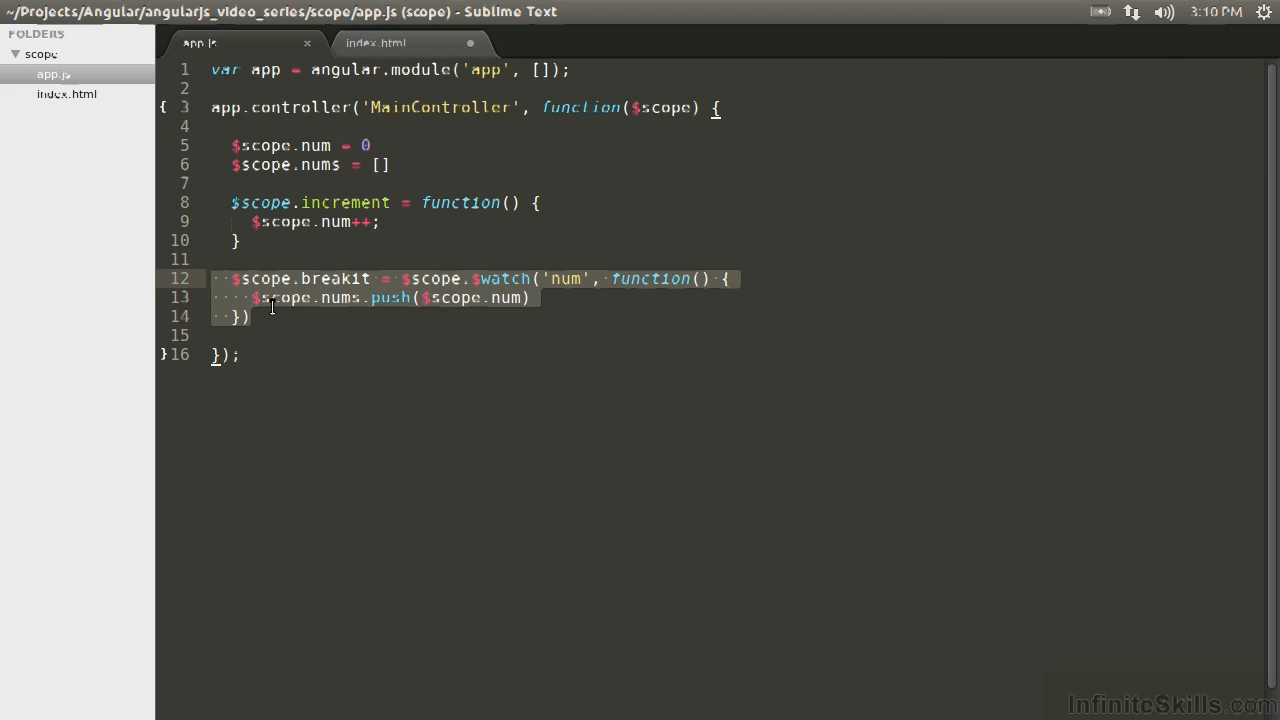 ~/Projects/Angular/angularjs_video_series/scope/app.js (scope) - Sublime Text
3:10 PM
FOLDERS
scope
app.js
index.html
app.js × index.html
1 var app = angular.module('app', []);
2
{ 3 app.controller('MainController', function($scope) {
4
5 $scope.num = 0
6 $scope.nums = []
7
8 $scope.increment = function() {
9 $scope.num++;
10 }
11
12 $scope.breakit = $scope.$watch('num', function() {
13 $scope.nums.push($scope.num)
14 })
15
}16 });
InfiniteSkills.com